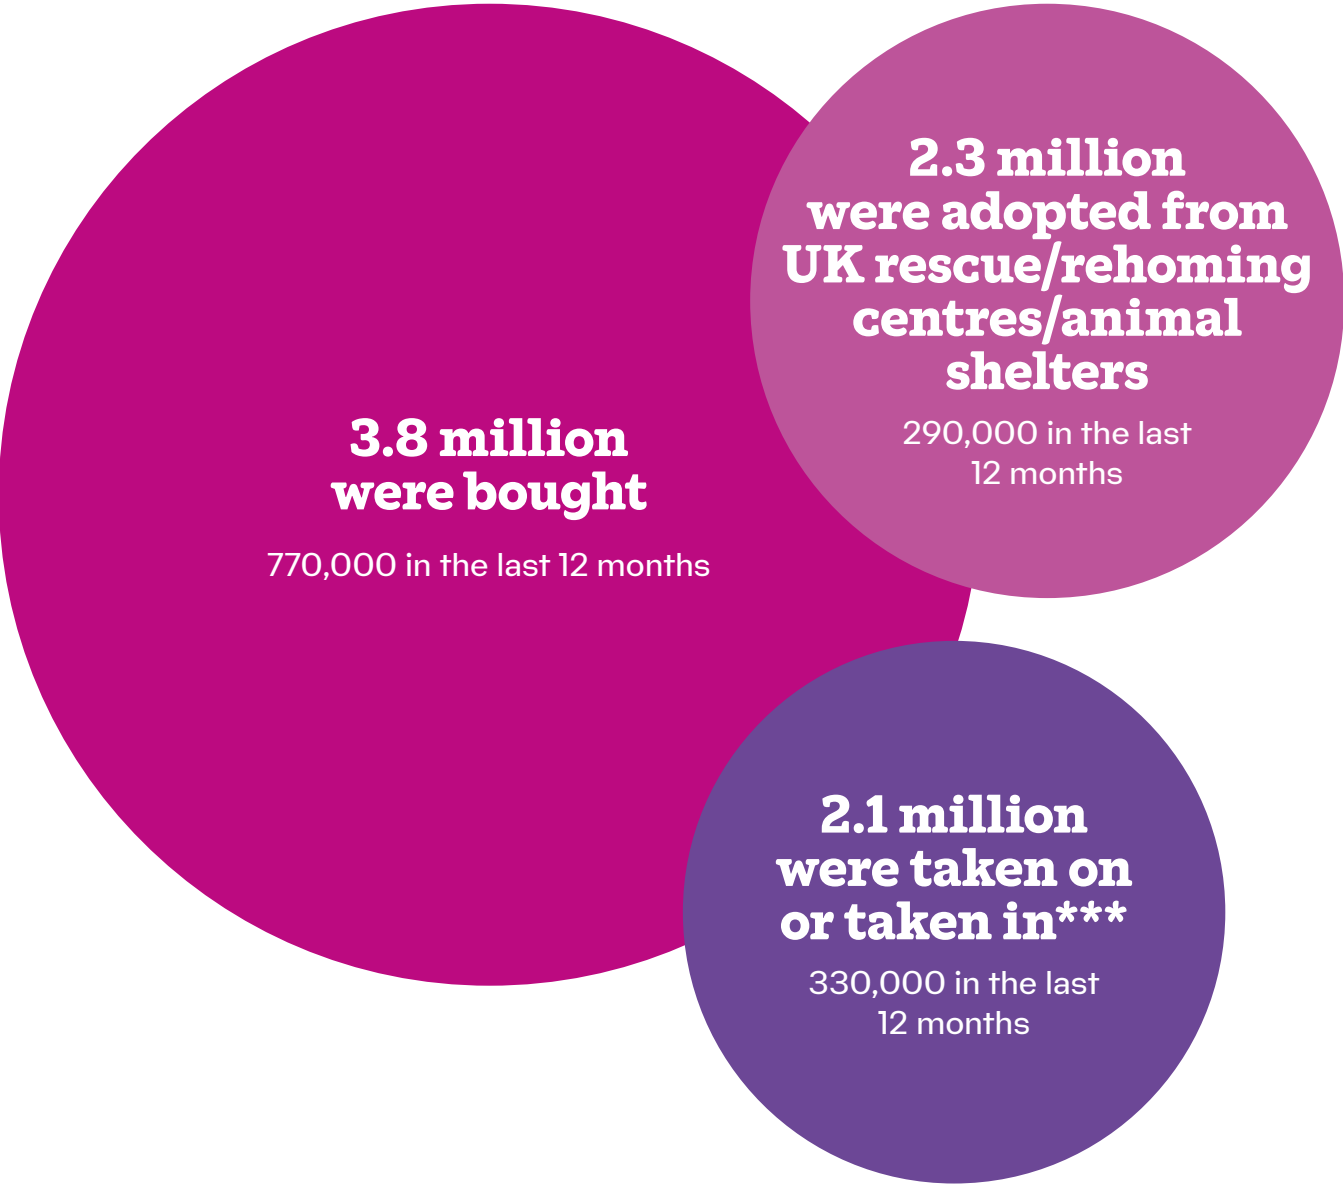 3.8 million
were bought
770,000 in the last 12 months
2.3 million
were adopted from
UK rescue/rehoming
centres/animal
shelters
290,000 in the last
12 months
2.1 million
were taken on
or taken in***
330,000 in the last
12 months